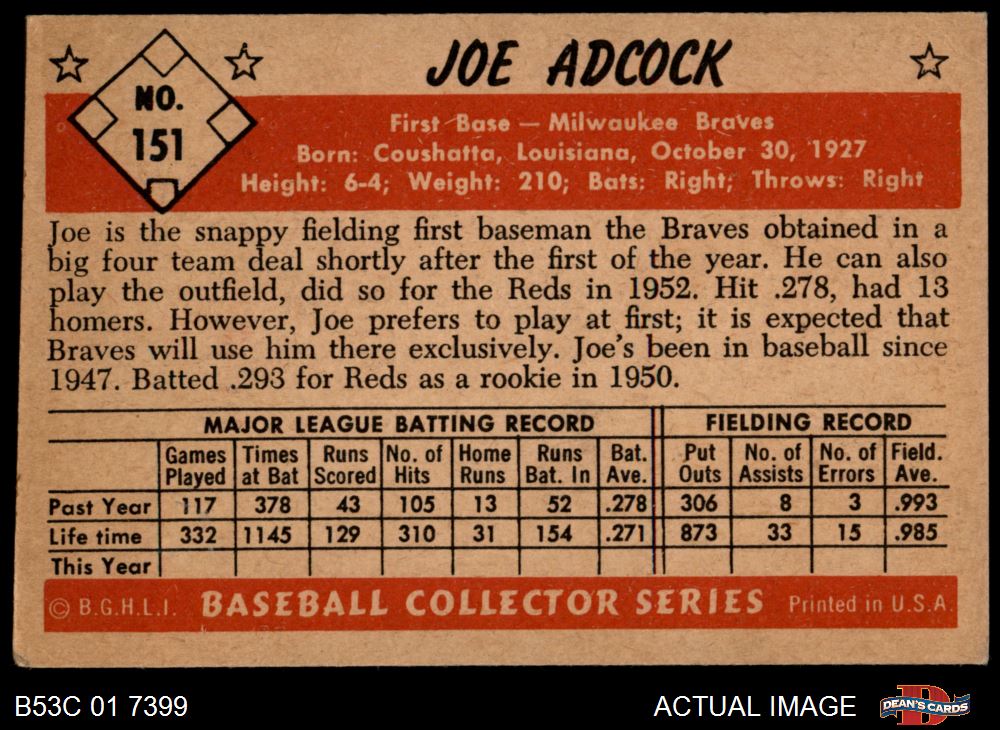 NO.
151
JOE ADCOCK
First Base — Milwaukee Braves
Born: Coushatta, Louisiana, October 30, 1927
Height: 6-4; Weight: 210; Bats: Right; Throws: Right
Joe is the snappy fielding first baseman the Braves obtained in a
big four team deal shortly after the first of the year. He can also
play the outfield, did so for the Reds in 1952. Hit .278, had 13
homers. However, Joe prefers to play at first; it is expected that
Braves will use him there exclusively. Joe's been in baseball since
1947. Batted .293 for Reds as a rookie in 1950.
MAJOR LEAGUE BATTING RECORD FIELDING RECORD
Games Times Runs No. of Home Runs Bat. Put No. of No. of Field.
Played at Bat Scored Hits Runs Bat. In Ave. Outs Assists Errors Ave.
Past Year 117 378 43 105 13 52 .278 306 8 3 .993
Life time 332 1145 129 310 31 154 .271 873 33 15 .985
This Year
© B.G.H.L.I. BASEBALL COLLECTOR SERIES Printed in U.S.A.
B53C 01 7399 ACTUAL IMAGE DEAN'S CARDS